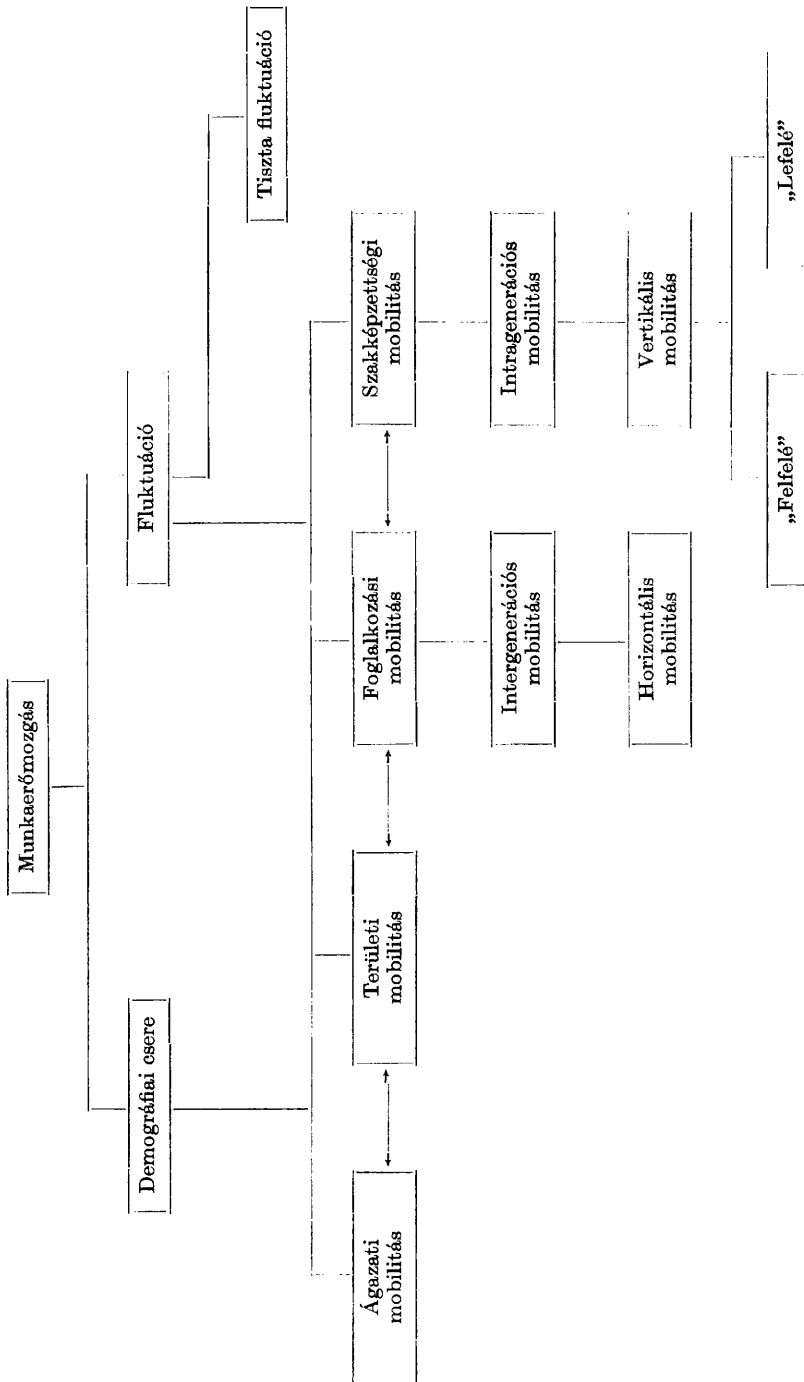 Munkaerőmozgás
Demográfiai csere
Fluktuáció
Tiszta fluktuáció
Ágazati
mobilitás
Területi
mobilitás
Foglalkozási
mobilitás
Szakképzettségi
mobilitás
Intergenerációs
mobilitás
Intragenerációs
mobilitás
Horizontális
mobilitás
Vertikális
mobilitás
„Felfelé”
„Lefelé”